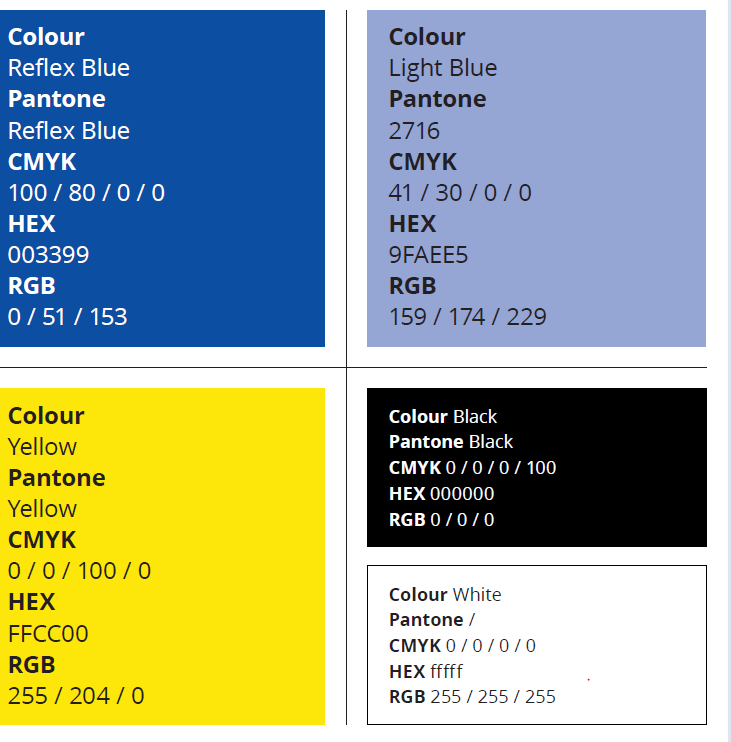 Colour
Reflex Blue
Pantone
Reflex Blue
CMYK
100 / 80 / 0 / 0
HEX
003399
RGB
0 / 51 / 153
Colour
Light Blue
Pantone
2716
CMYK
41 / 30 / 0 / 0
HEX
9FAEE5
RGB
159 / 174 / 229
Colour
Yellow
Pantone
Yellow
CMYK
0 / 0 / 100 / 0
HEX
FFCC00
RGB
255 / 204 / 0
Colour Black
Pantone Black
CMYK 0 / 0 / 0 / 100
HEX 000000
RGB 0 / 0 / 0
Colour White
Pantone /
CMYK 0 / 0 / 0 / 0
HEX fffff
RGB 255 / 255 / 255